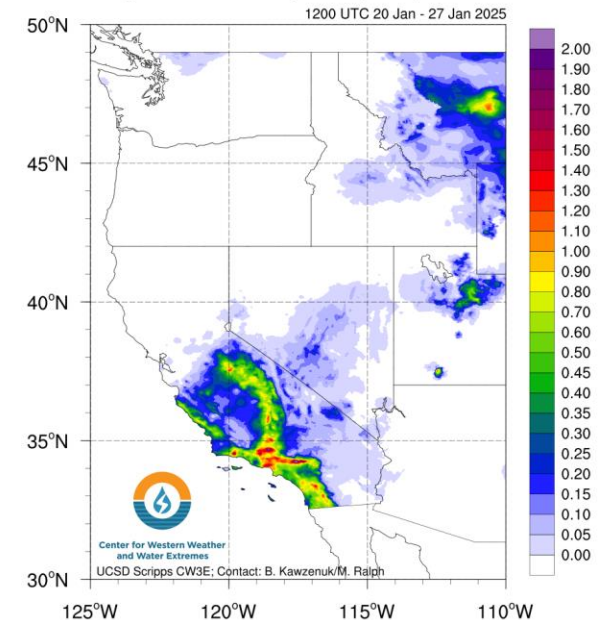 1200 UTC 20 Jan - 27 Jan 2025
50°N
45°N
40°N
35°N
30°N
125°W
120°W
115°W
110°W
2.00
1.90
1.80
1.70
1.60
1.50
1.40
1.30
1.20
1.10
1.00
0.90
0.80
0.70
0.60
0.50
0.45
0.40
0.35
0.30
0.25
0.20
0.15
0.10
0.05
0.00
Center for Western Weather
and Water Extremes
UCSD Scripps CW3E; Contact: B. Kawzenuk/M. Ralph